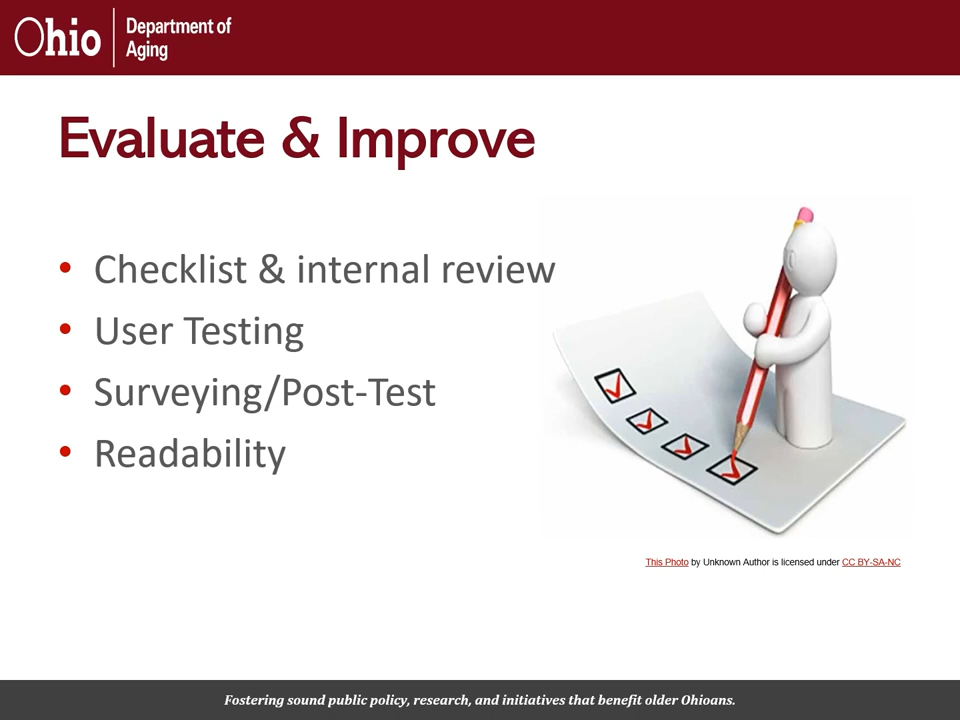 Ohio
Department of
Aging
Evaluate & Improve
• Checklist & internal review
• User Testing
• Surveying/Post-Test
• Readability
This Photo by Unknown Author is licensed under CC BY-SA-NC
Fostering sound public policy, research, and initiatives that benefit older Ohioans.